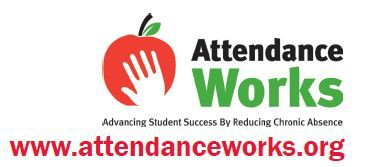 Attendance
Works
Advancing Student Success By Reducing Chronic Absence
www.attendanceworks.org